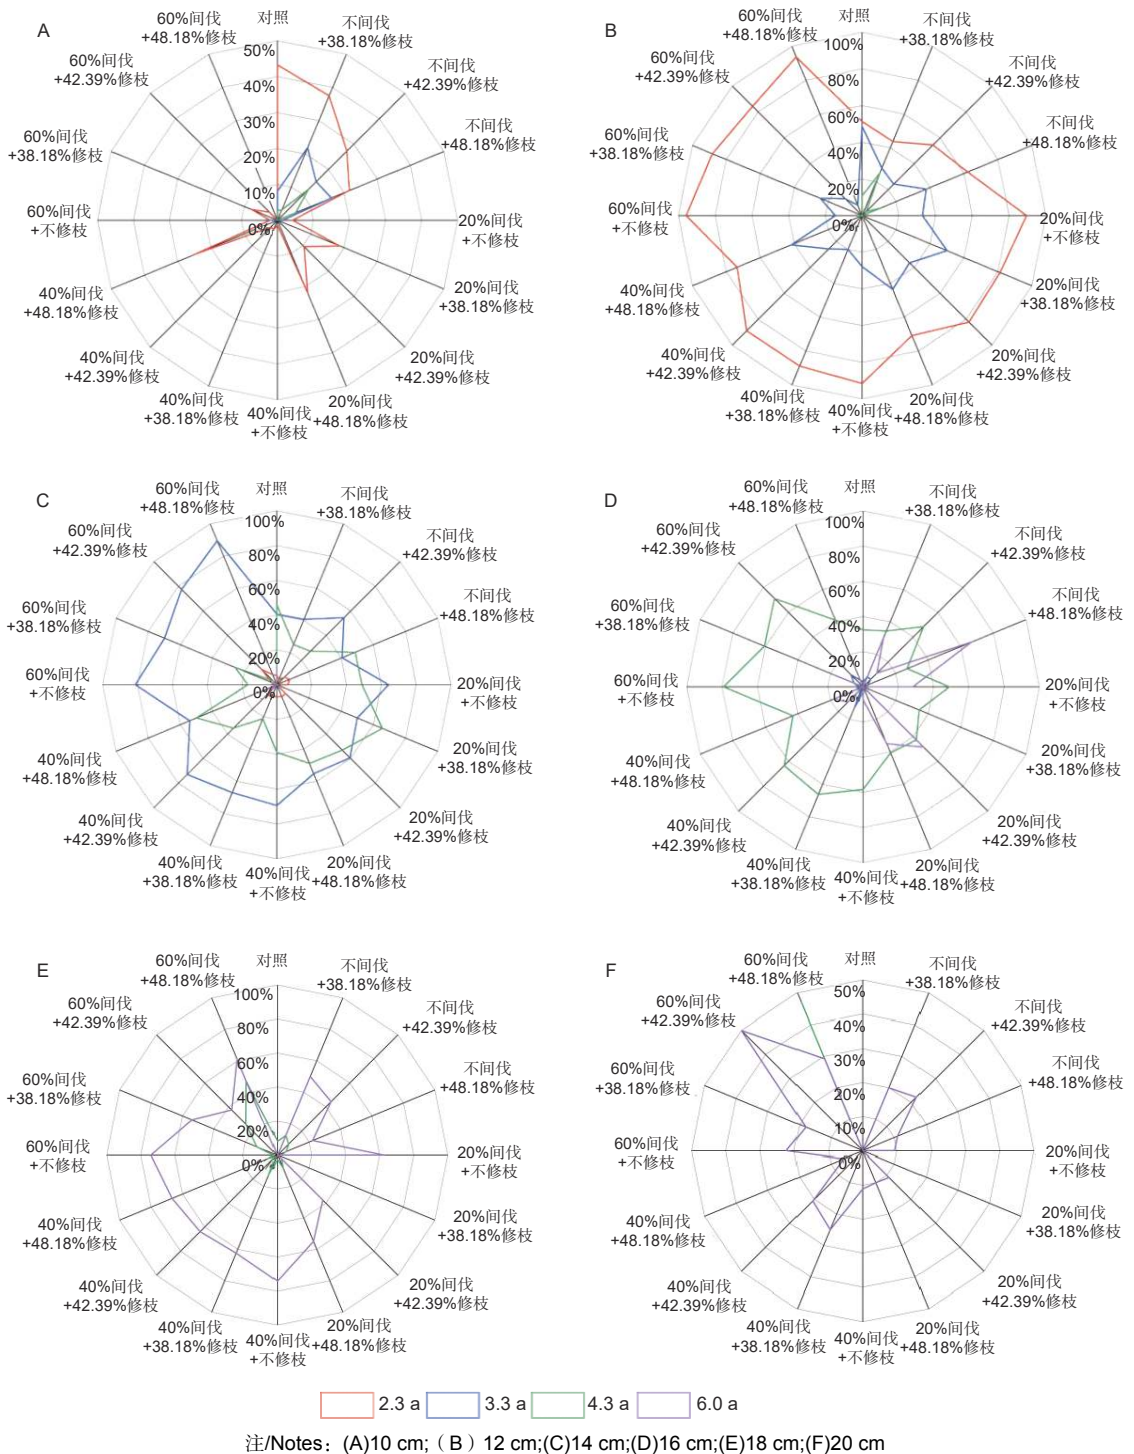 A
对照
50%
40%
30%
20%
10%
0%
不间伐
+38.18%修枝
不间伐
+42.39%修枝
不间伐
+48.18%修枝
20%间伐
+不修枝
20%间伐
+38.18%修枝
20%间伐
+42.39%修枝
20%间伐
+48.18%修枝
40%间伐
+不修枝
40%间伐
+38.18%修枝
40%间伐
+42.39%修枝
40%间伐
+48.18%修枝
60%间伐
+不修枝
60%间伐
+38.18%修枝
60%间伐
+42.39%修枝
60%间伐
+48.18%修枝
B
对照
100%
80%
60%
40%
20%
0%
不间伐
+38.18%修枝
不间伐
+42.39%修枝
不间伐
+48.18%修枝
20%间伐
+不修枝
20%间伐
+38.18%修枝
20%间伐
+42.39%修枝
20%间伐
+48.18%修枝
40%间伐
+不修枝
40%间伐
+38.18%修枝
40%间伐
+42.39%修枝
40%间伐
+48.18%修枝
60%间伐
+不修枝
60%间伐
+38.18%修枝
60%间伐
+42.39%修枝
60%间伐
+48.18%修枝
C
对照
100%
80%
60%
40%
20%
0%
不间伐
+38.18%修枝
不间伐
+42.39%修枝
不间伐
+48.18%修枝
20%间伐
+不修枝
20%间伐
+38.18%修枝
20%间伐
+42.39%修枝
20%间伐
+48.18%修枝
40%间伐
+不修枝
40%间伐
+38.18%修枝
40%间伐
+42.39%修枝
40%间伐
+48.18%修枝
60%间伐
+不修枝
60%间伐
+38.18%修枝
60%间伐
+42.39%修枝
60%间伐
+48.18%修枝
D
对照
100%
80%
60%
40%
20%
0%
不间伐
+38.18%修枝
不间伐
+42.39%修枝
不间伐
+48.18%修枝
20%间伐
+不修枝
20%间伐
+38.18%修枝
20%间伐
+42.39%修枝
20%间伐
+48.18%修枝
40%间伐
+不修枝
40%间伐
+38.18%修枝
40%间伐
+42.39%修枝
40%间伐
+48.18%修枝
60%间伐
+不修枝
60%间伐
+38.18%修枝
60%间伐
+42.39%修枝
60%间伐
+48.18%修枝
E
对照
100%
80%
60%
40%
20%
0%
不间伐
+38.18%修枝
不间伐
+42.39%修枝
不间伐
+48.18%修枝
20%间伐
+不修枝
20%间伐
+38.18%修枝
20%间伐
+42.39%修枝
20%间伐
+48.18%修枝
40%间伐
+不修枝
40%间伐
+38.18%修枝
40%间伐
+42.39%修枝
40%间伐
+48.18%修枝
60%间伐
+不修枝
60%间伐
+38.18%修枝
60%间伐
+42.39%修枝
60%间伐
+48.18%修枝
F
对照
50%
40%
30%
20%
10%
0%
不间伐
+38.18%修枝
不间伐
+42.39%修枝
不间伐
+48.18%修枝
20%间伐
+不修枝
20%间伐
+38.18%修枝
20%间伐
+42.39%修枝
20%间伐
+48.18%修枝
40%间伐
+不修枝
40%间伐
+38.18%修枝
40%间伐
+42.39%修枝
40%间伐
+48.18%修枝
60%间伐
+不修枝
60%间伐
+38.18%修枝
60%间伐
+42.39%修枝
60%间伐
+48.18%修枝
2.3 a 3.3 a 4.3 a 6.0 a
注/Notes：(A)10 cm;（B）12 cm;(C)14 cm;(D)16 cm;(E)18 cm;(F)20 cm